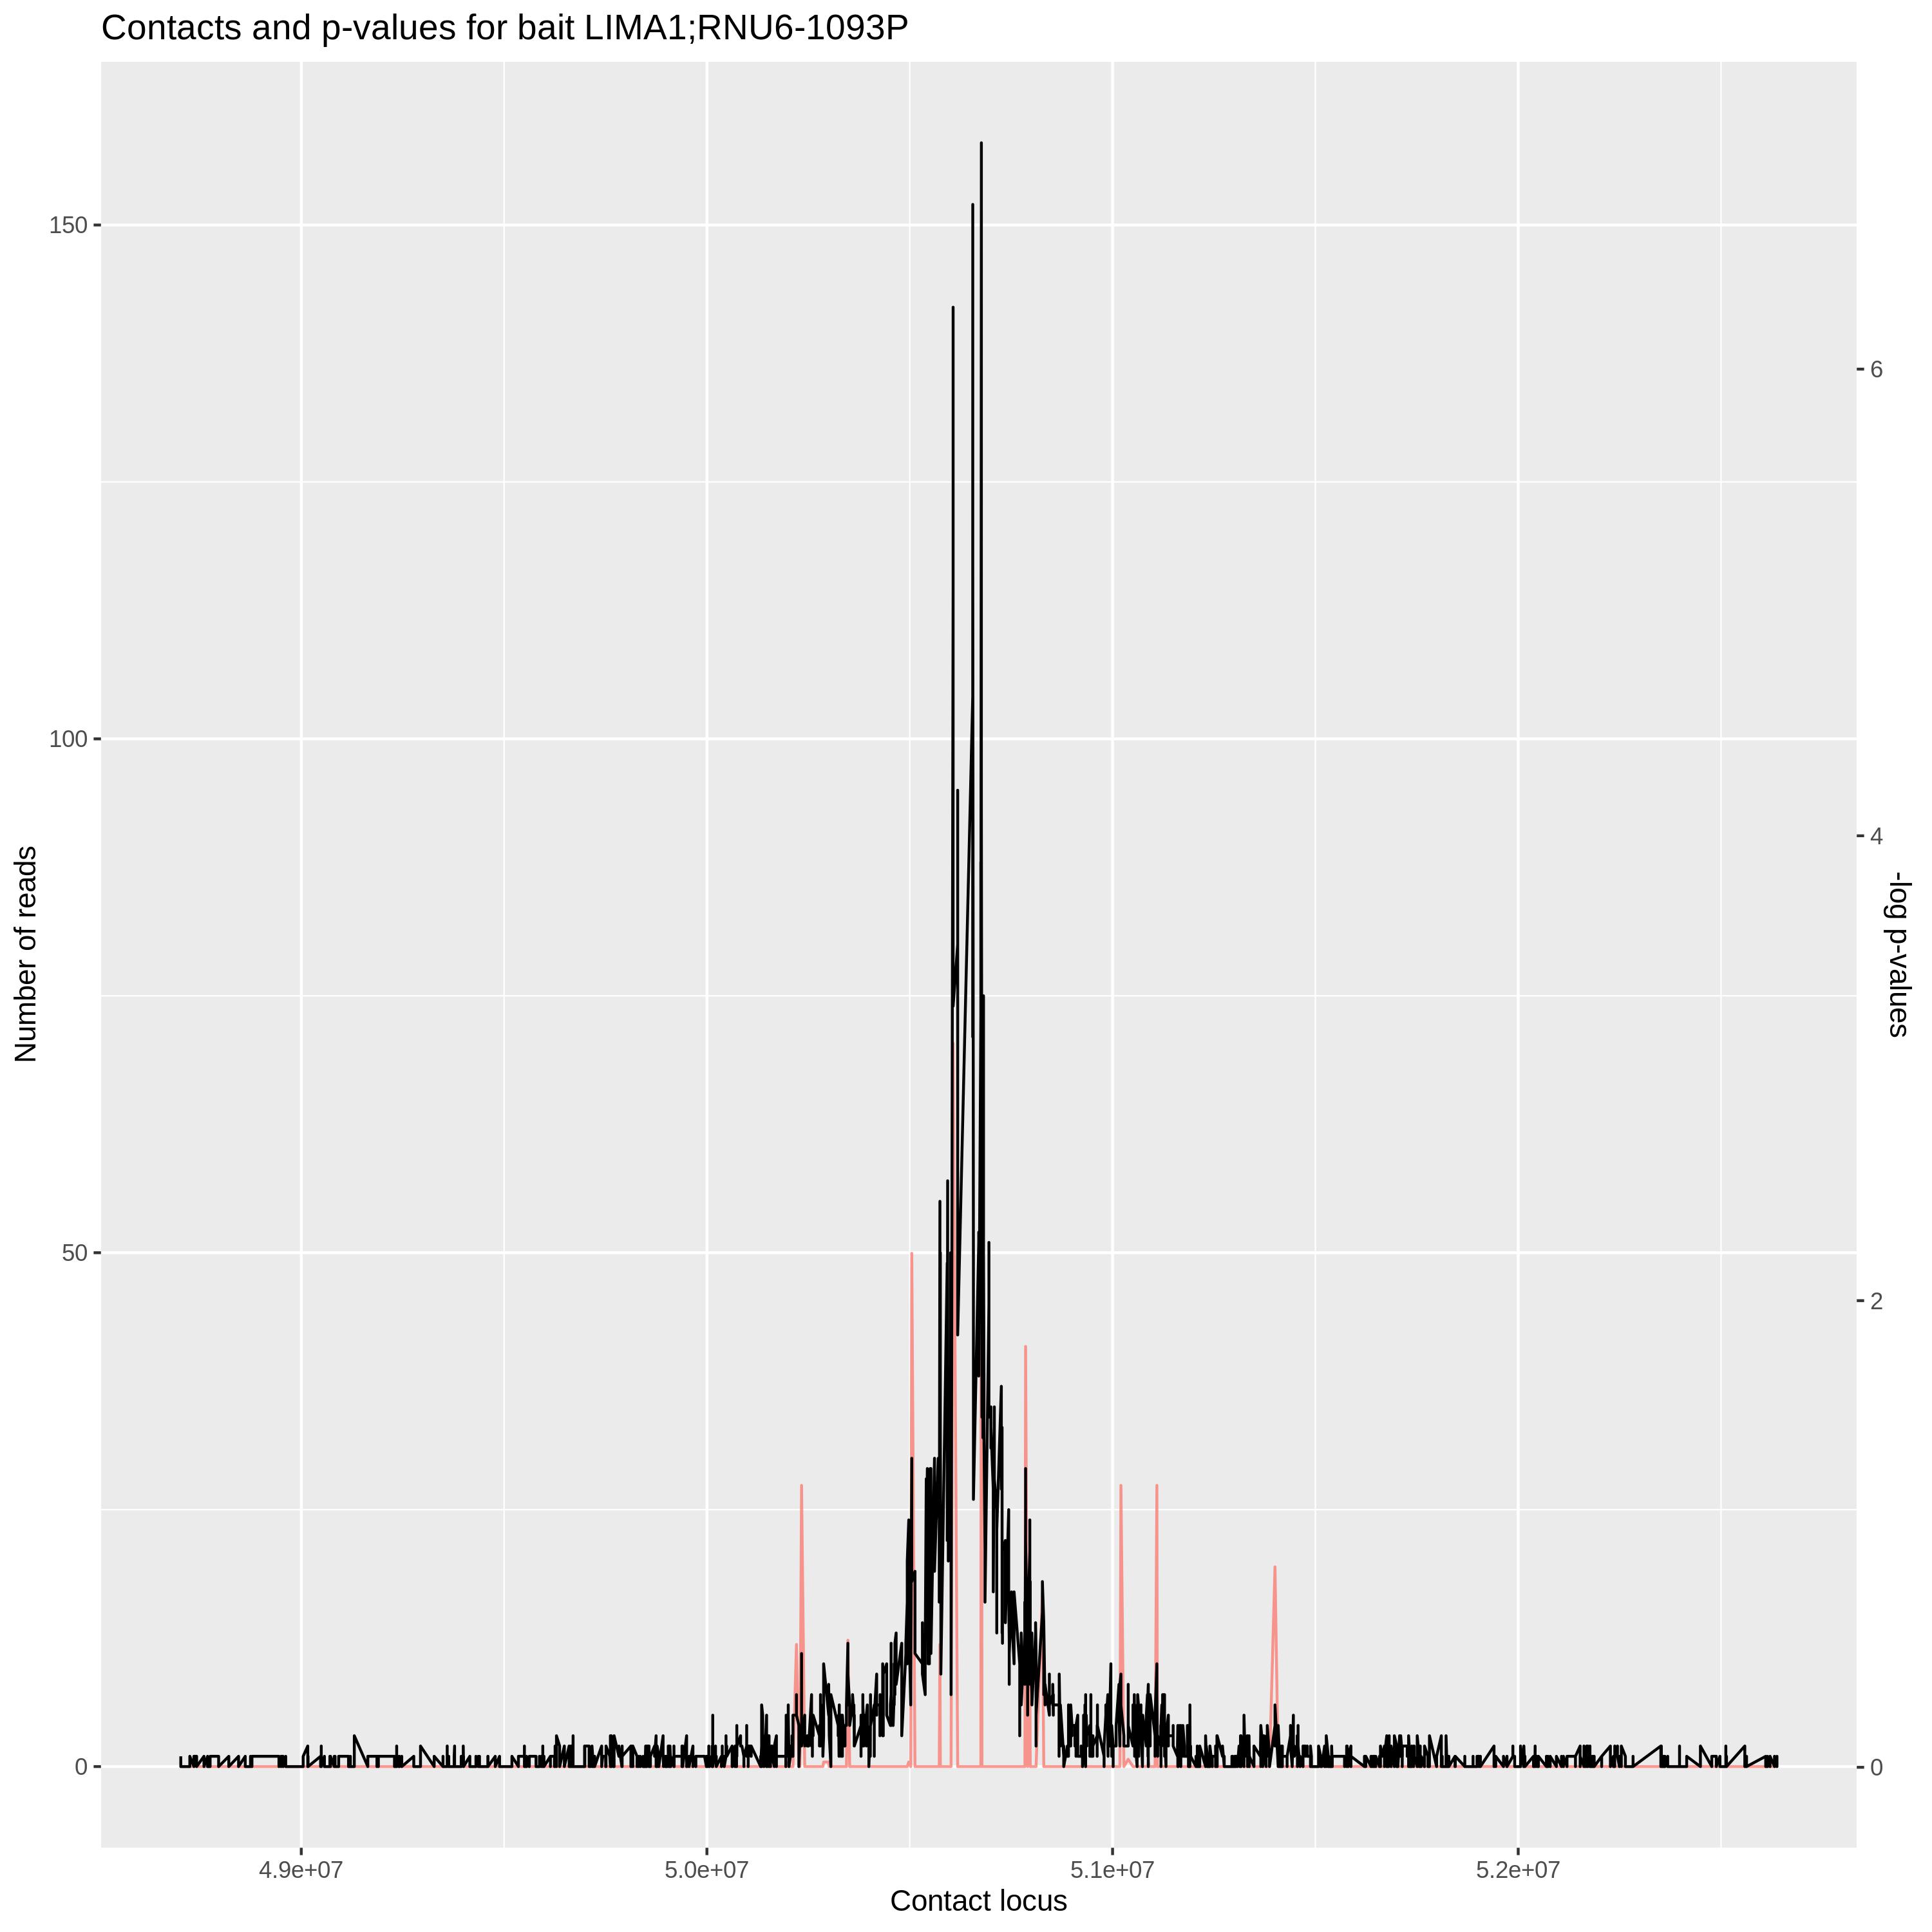 Contacts and p-values for bait LIMA1;RNU6-1093P
150
100
50
0
Number of reads
6
4
2
0
-log p-values
4.9e+07
5.0e+07
5.1e+07
5.2e+07
Contact locus